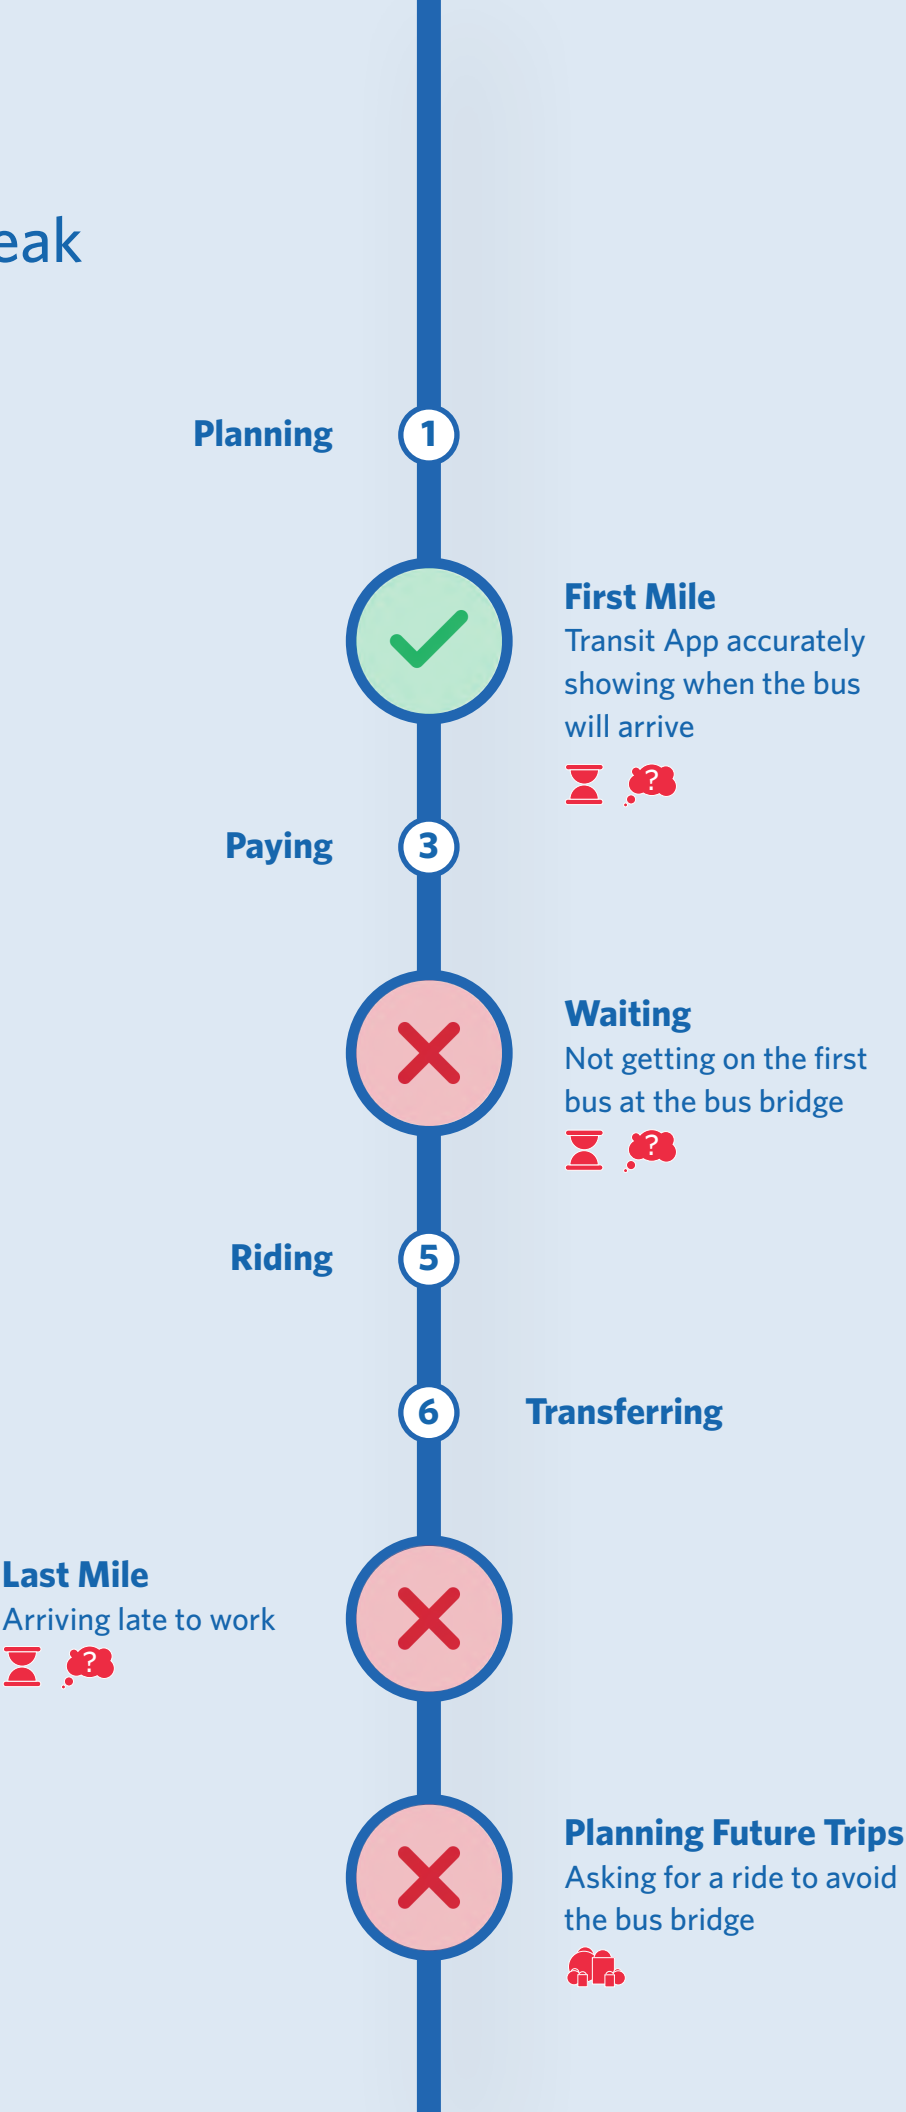 eak
Planning
1
First Mile
Transit App accurately
showing when the bus
will arrive
?
Paying
3
Waiting
Not getting on the first
bus at the bus bridge
?
Riding
5
6
Transferring
Last Mile
Arriving late to work
?
Planning Future Trips
Asking for a ride to avoid
the bus bridge